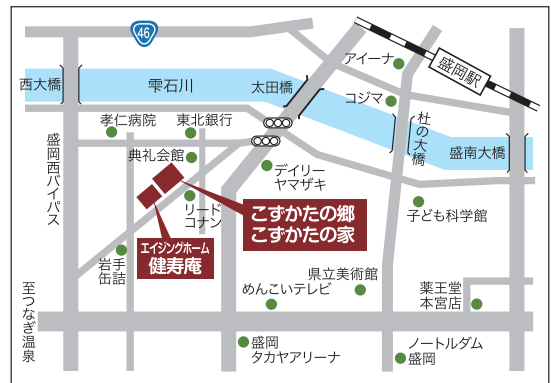 46
アイーナ
盛岡駅
西大橋
雫石川
太田橋
コジマ
孝仁病院
東北銀行
杜の大橋
盛南大橋
盛岡西バイパス
典礼会館
デイリー
ヤマザキ
リード
コナン
こずかたの郷
こずかたの家
子ども科学館
エイジングホーム
健寿庵
岩手
缶詰
県立美術館
めんこいテレビ
薬王堂
本宮店
至つなぎ温泉
盛岡
タカヤアリーナ
ノートルダム
盛岡